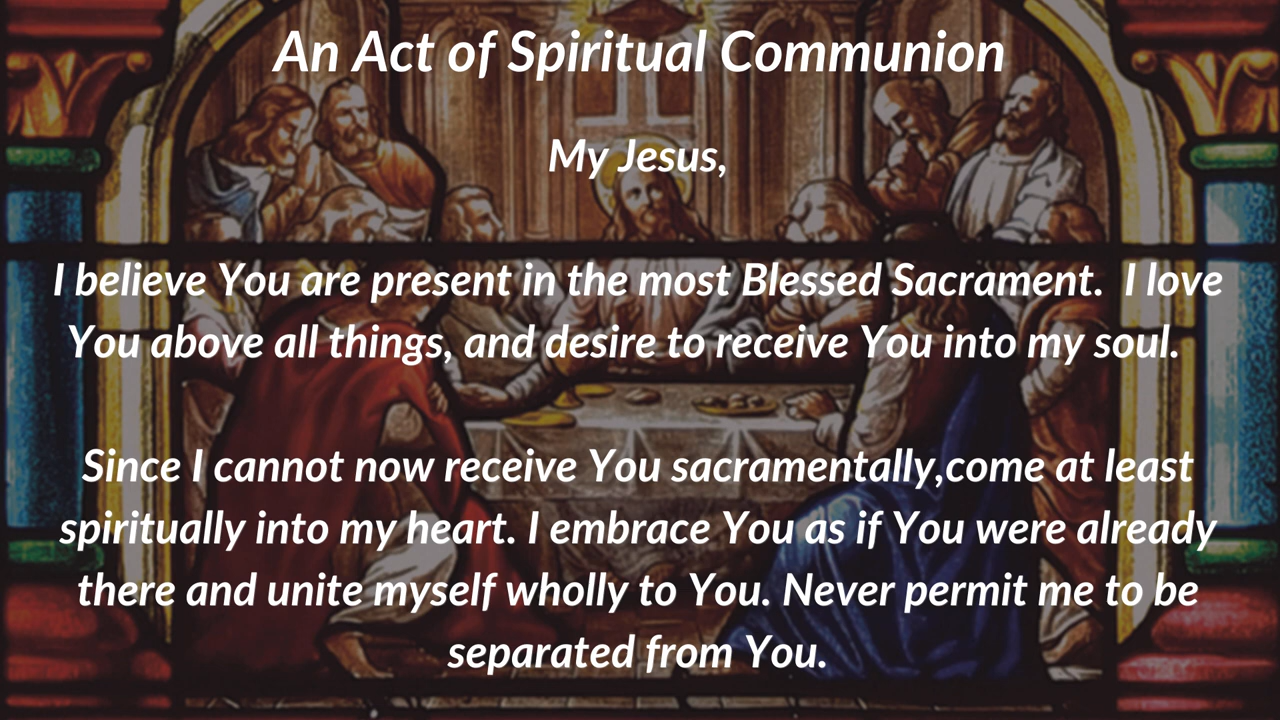 An Act of Spiritual Communion
My Jesus,
I believe You are present in the most Blessed Sacrament.  I love
You above all things, and desire to receive You into my soul.
Since I cannot now receive You sacramentally,come at least
spiritually into my heart. I embrace You as if You were already
there and unite myself wholly to You. Never permit me to be
separated from You.